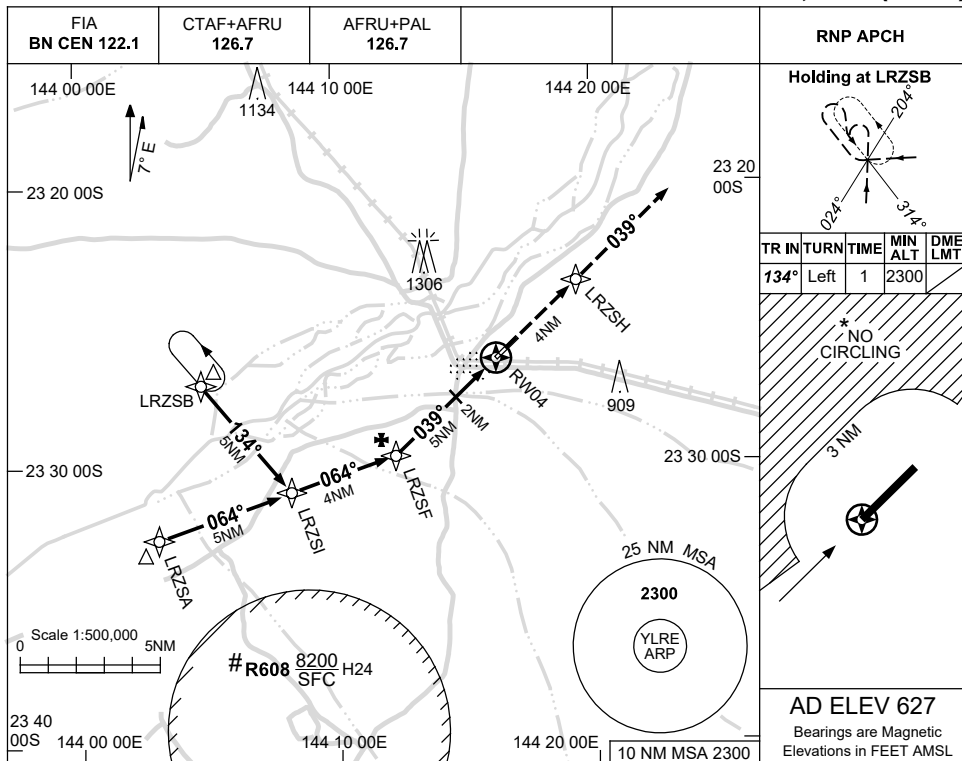 FIA
BN CEN 122.1
CTAF+AFRU
126.7
AFRU+PAL
126.7
RNP APCH
144 00 00E
144 10 00E
144 20 00E
1134
7° E
23 20 00S
23 20
00S
1306
039°
LRZSH
4NM
RW04
909
LRZSB
134°
5NM
039°
5NM
2NM
23 30 00S
23 30 00S
064°
4NM
LRZSF
064°
5NM
LRZSI
LRZSA
25 NM MSA
2300
YLRE
ARP
Scale 1:500,000
0
5NM
#R608 8200
SFC H24
23 40
00S
144 00 00E
144 10 00E
144 20 00E
10 NM MSA 2300
Holding at LRZSB
204°
024°
314°
TR IN TURN TIME MIN ALT DME LMT
134° Left 1 2300
*NO
CIRCLING
3 NM
AD ELEV 627
Bearings are Magnetic
Elevations in FEET AMSL